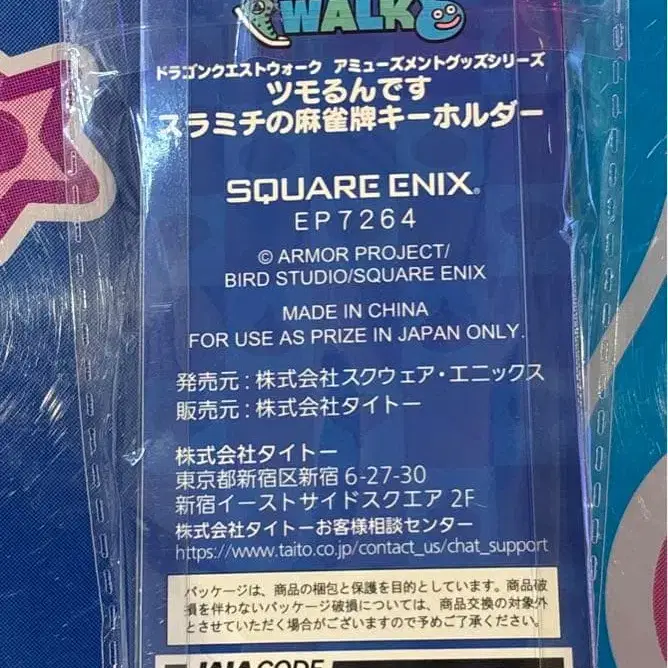 WALK
ドラゴンクエストウォーク アミューズメントグッズシリーズ
ツモるんです
スラミチの麻雀牌キーホルダー
SQUARE ENIX®
EP7264
© ARMOR PROJECT/
BIRD STUDIO/SQUARE ENIX
MADE IN CHINA
FOR USE AS PRIZE IN JAPAN ONLY.
発売元：株式会社スクウェア・エニックス
販売元：株式会社タイトー
株式会社タイトー
東京都新宿区新宿 6-27-30
新宿イーストサイドスクエア 2F
株式会社タイトーお客様相談センター
https://www.taito.co.jp/contact_us/chat_support
パッケージは、商品の梱包と保護を目的としています。商品破
損を伴わないパッケージ破損については、商品交換の対象外
とさせていただく場合がございますので予めご了承ください。
JAIA CODE